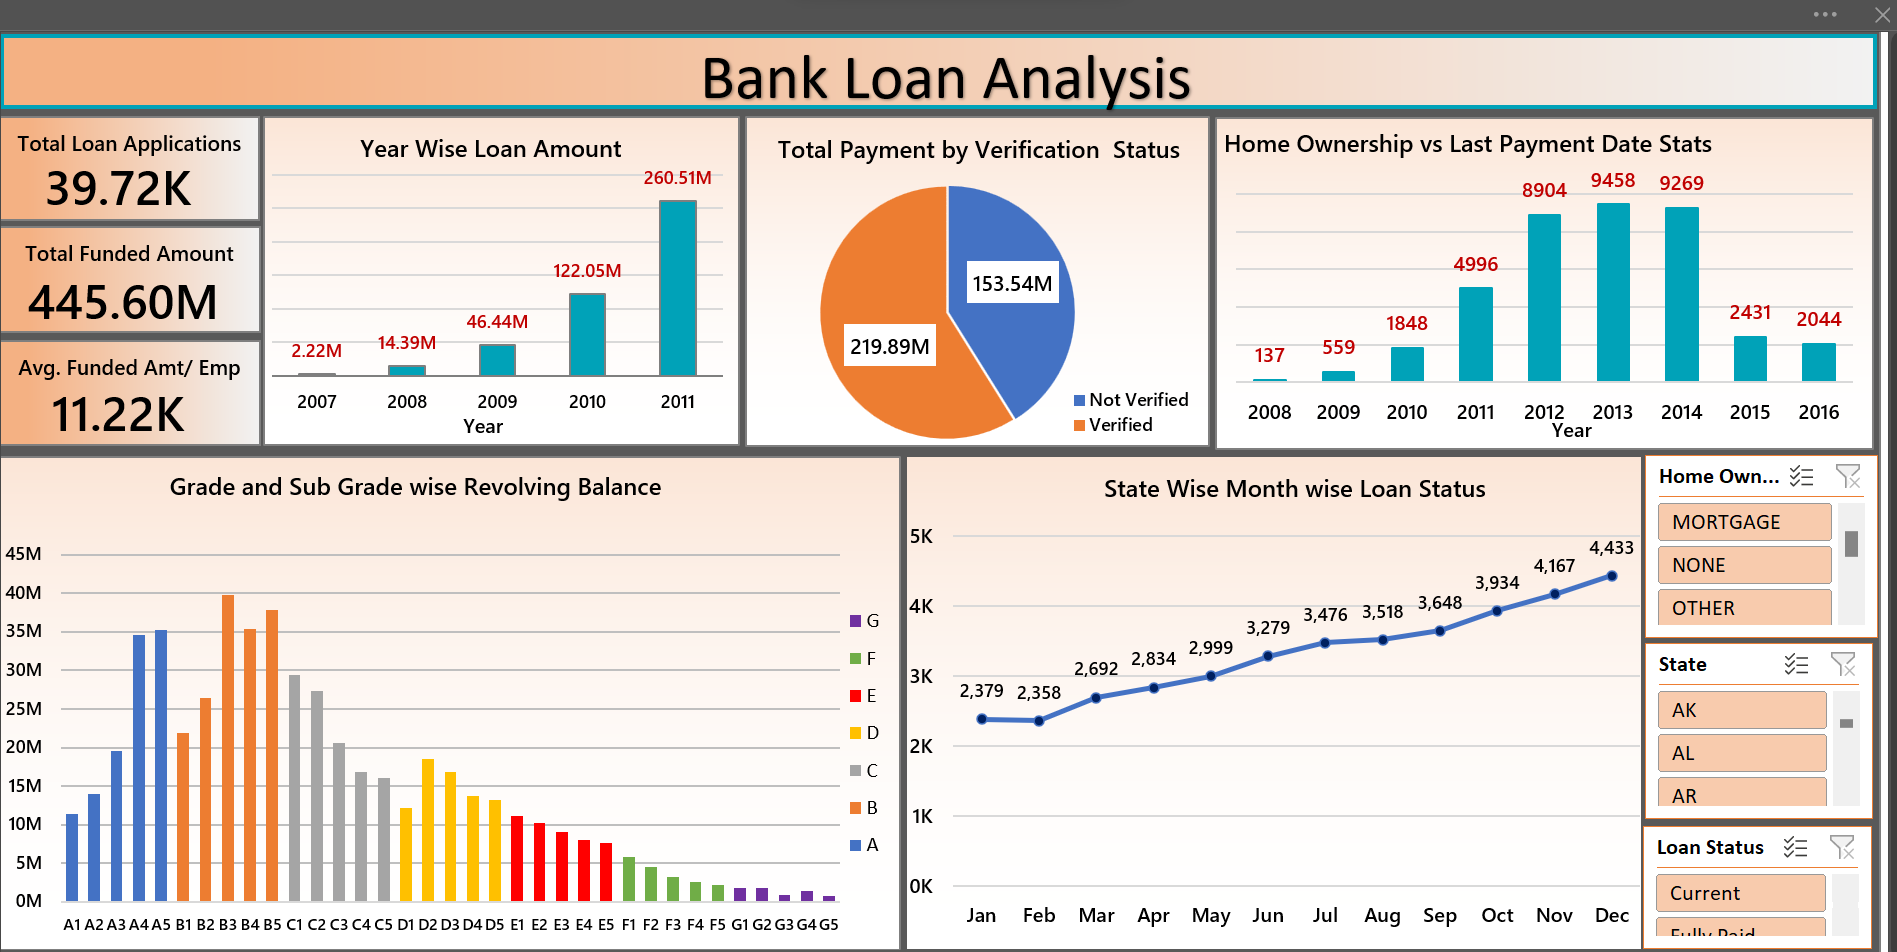 Bank Loan Analysis
Total Loan Applications
39.72K
Total Funded Amount
445.60M
Avg. Funded Amt/ Emp
11.22K
Year Wise Loan Amount
2.22M 14.39M 46.44M 122.05M 260.51M
2007 2008 2009 2010 2011
Year
Total Payment by Verification Status
153.54M
219.89M
Not Verified
Verified
Home Ownership vs Last Payment Date Stats
137 559 1848 4996 8904 9458 9269 2431 2044
2008 2009 2010 2011 2012 2013 2014 2015 2016
Year
Grade and Sub Grade wise Revolving Balance
45M
40M
35M
30M
25M
20M
15M
10M
5M
0M
A1 A2 A3 A4 A5 B1 B2 B3 B4 B5 C1 C2 C3 C4 C5 D1 D2 D3 D4 D5 E1 E2 E3 E4 E5 F1 F2 F3 F4 F5 G1 G2 G3 G4 G5
G
F
E
D
C
B
A
State Wise Month wise Loan Status
5K
4K
3K
2K
1K
0K
2,379 2,358 2,692 2,834 2,999 3,279 3,476 3,518 3,648 3,934 4,167 4,433
Jan Feb Mar Apr May Jun Jul Aug Sep Oct Nov Dec
Home Own...
MORTGAGE
NONE
OTHER
State
AK
AL
AR
Loan Status
Current
Fully Paid